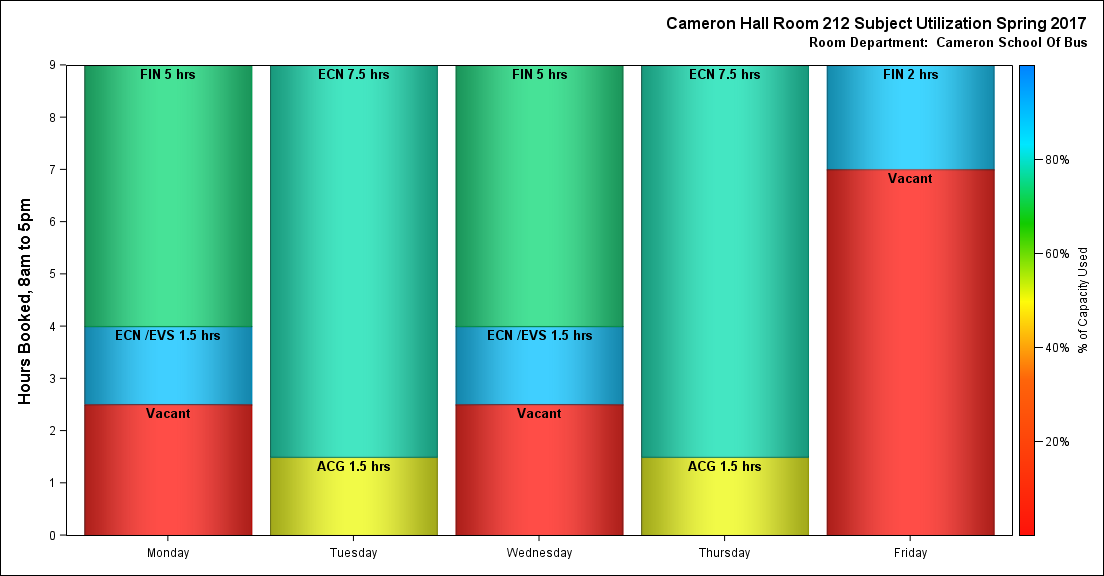 Cameron Hall Room 212 Subject Utilization Spring 2017
Room Department:  Cameron School Of Bus
Hours Booked, 8am to 5pm
9
8
7
6
5
4
3
2
1
0
FIN 5 hrs
ECN /EVS 1.5 hrs
Vacant
ECN 7.5 hrs
ACG 1.5 hrs
FIN 5 hrs
ECN /EVS 1.5 hrs
Vacant
ECN 7.5 hrs
ACG 1.5 hrs
FIN 2 hrs
Vacant
Monday
Tuesday
Wednesday
Thursday
Friday
80%
60%
40%
20%
% of Capacity Used